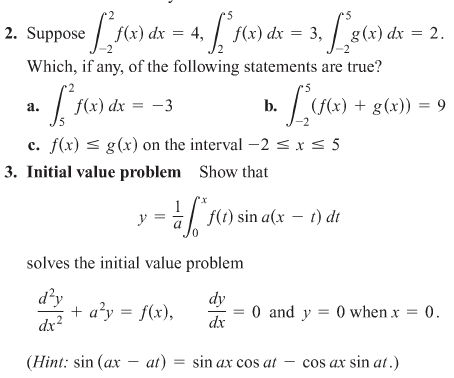 2. Suppose ∫_{-2}^{2} f(x) dx = 4, ∫_{2}^{5} f(x) dx = 3, ∫_{-2}^{5} g(x) dx = 2.
Which, if any, of the following statements are true?
a. ∫_{5}^{2} f(x) dx = −3 b. ∫_{-2}^{5} (f(x) + g(x)) = 9
c. f(x) ≤ g(x) on the interval −2 ≤ x ≤ 5
3. Initial value problem Show that
y = \frac{1}{a} ∫_{0}^{x} f(t) sin a(x − t) dt
solves the initial value problem
\frac{d²y}{dx²} + a²y = f(x), \frac{dy}{dx} = 0 and y = 0 when x = 0.
(Hint: sin (ax − at) = sin ax cos at − cos ax sin at.)